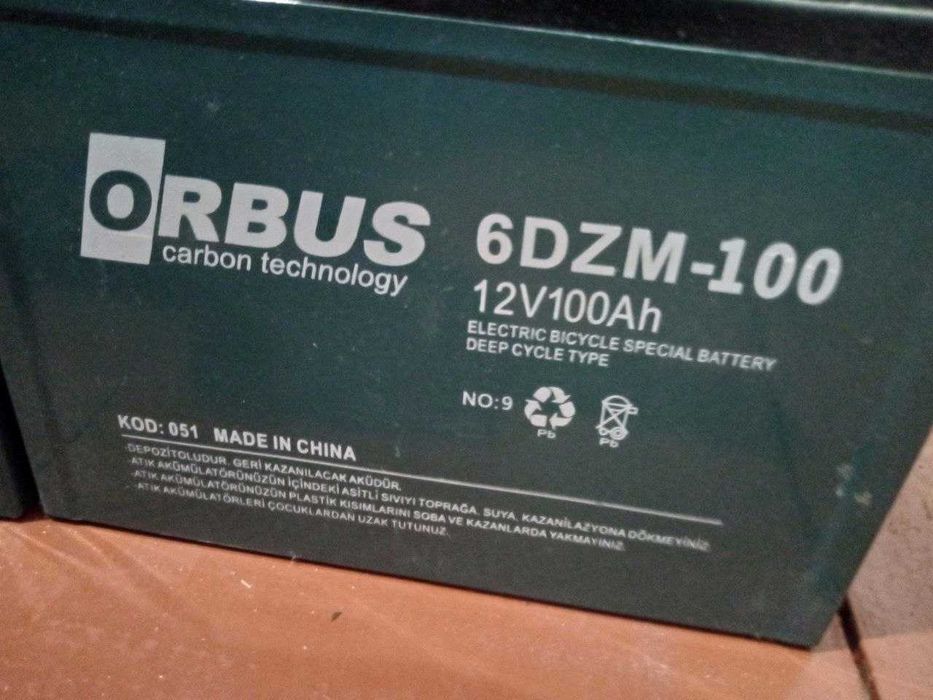 ORBUS
carbon technology
6DZM-100
12V100Ah
ELECTRIC BICYCLE SPECIAL BATTERY
DEEP CYCLE TYPE
NO:9
Pb
Pb
KOD: 051 MADE IN CHINA
-DEPOZİTOLUDUR. GERİ KAZANILACAK AKÜDÜR.
-ATIK AKÜMÜLATÖRÜNÜZÜN İÇİNDEKİ ASİTLİ SIVIYI TOPRAĞA, SUYA, KAZANİLAZYONA DÖKMEYİNİZ.
-ATIK AKÜMÜLATÖRÜNÜZÜN PLASTİK KISIMLARINI SOBA VE KAZANLARDA YAKMAYINIZ.
-ATIK AKÜMÜLATÖRLERİ ÇOCUKLARDAN UZAK TUTUNUZ.